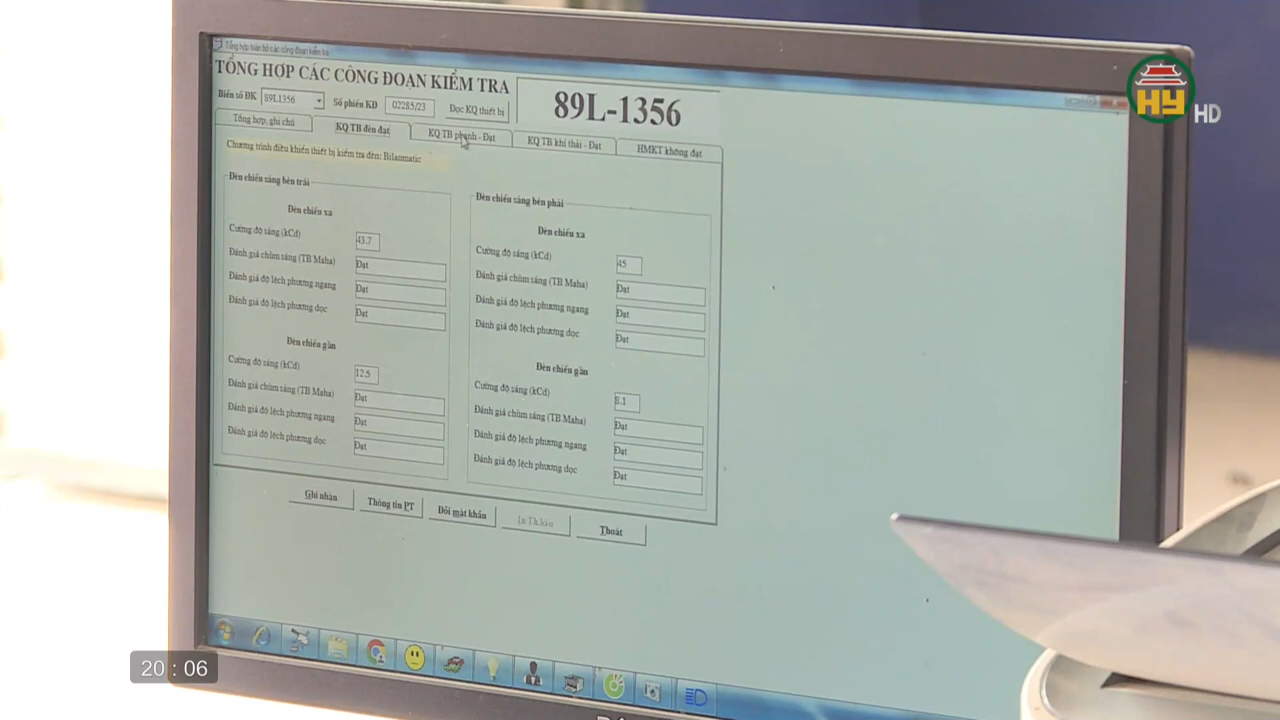 Tổng hợp toàn bộ các công đoạn kiểm tra
TỔNG HỢP CÁC CÔNG ĐOẠN KIỂM TRA
Biển số ĐK 89L1356 Số phiếu KĐ 02285/23 Đọc KQ thiết bị
89L-1356
Tổng hợp, ghi chú KQ TB đèn đạt KQ TB phanh - Đạt KQ TB khí thải - Đạt HMKT không đạt
Chương trình điều khiển thiết bị kiểm tra đèn: Bilanmatic
Đèn chiếu sáng bên trái
Đèn chiếu xa
Cường độ sáng (kCd) 43.7
Đánh giá chùm sáng (TB Maha) Đạt
Đánh giá độ lệch phương ngang Đạt
Đánh giá độ lệch phương dọc Đạt
Đèn chiếu gần
Cường độ sáng (kCd) 12.5
Đánh giá chùm sáng (TB Maha) Đạt
Đánh giá độ lệch phương ngang Đạt
Đánh giá độ lệch phương dọc Đạt
Đèn chiếu sáng bên phải
Đèn chiếu xa
Cường độ sáng (kCd) 45
Đánh giá chùm sáng (TB Maha) Đạt
Đánh giá độ lệch phương ngang Đạt
Đánh giá độ lệch phương dọc Đạt
Đèn chiếu gần
Cường độ sáng (kCd) 8.1
Đánh giá chùm sáng (TB Maha) Đạt
Đánh giá độ lệch phương ngang Đạt
Đánh giá độ lệch phương dọc Đạt
Ghi nhận Thông tin PT Đổi mật khẩu In Th.báo Thoát
HY HD
20 : 06